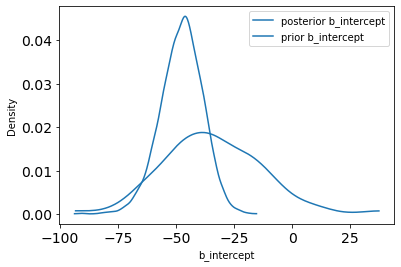 posterior b_intercept
prior b_intercept
0.04
0.03
0.02
0.01
0.00
Density
−100 −75 −50 −25 0 25
b_intercept